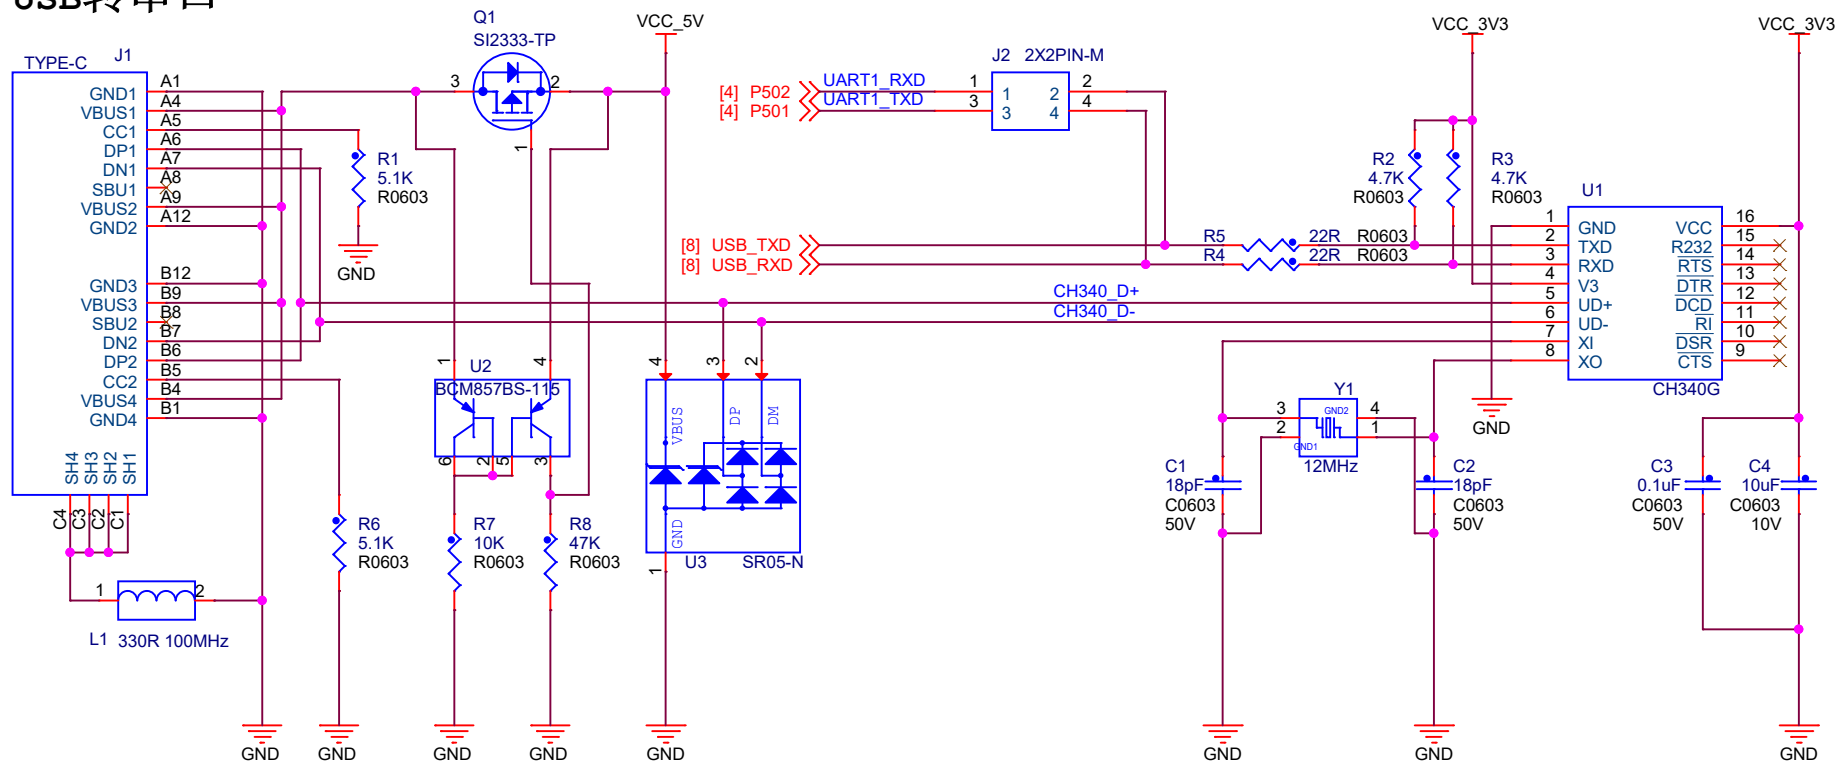 USB转串口
TYPE-C
J1
GND1
VBUS1
CC1
DP1
DN1
SBU1
VBUS2
GND2
GND3
VBUS3
SBU2
DN2
DP2
CC2
VBUS4
GND4
A1
A4
A5
A6
A7
A8
A9
A12
B12
B9
B8
B7
B6
B5
B4
B1
SH4
SH3
SH2
SH1
C4
C3
C2
C1
1
2
L1 330R 100MHz
GND
R1
5.1K
R0603
GND
R6
5.1K
R0603
GND
Q1
SI2333-TP
3
2
1
VCC_5V
1
4
U2
BCM857BS-115
6
2
5
3
R7
10K
R0603
GND
R8
47K
R0603
GND
4
3
2
VBUS
DP
DM
GND
1
U3
SR05-N
GND
J2 2X2PIN-M
[4] P502
UART1_RXD
1
1
2
2
[4] P501
UART1_TXD
3
3
4
4
[8] USB_TXD
[8] USB_RXD
R5
22R
R0603
R4
22R
R0603
CH340_D+
CH340_D-
VCC_3V3
R2
4.7K
R0603
R3
4.7K
R0603
U1
1
2
3
4
5
6
7
8
GND
TXD
RXD
V3
UD+
UD-
XI
XO
VCC
R232
RTS
DTR
DCD
RI
DSR
CTS
16
15
14
13
12
11
10
9
CH340G
GND
Y1
3
2
GND2
GND1
4
1
12MHz
C1
18pF
C0603
50V
GND
C2
18pF
C0603
50V
GND
VCC_3V3
C3
0.1uF
C0603
50V
C4
10uF
C0603
10V
GND